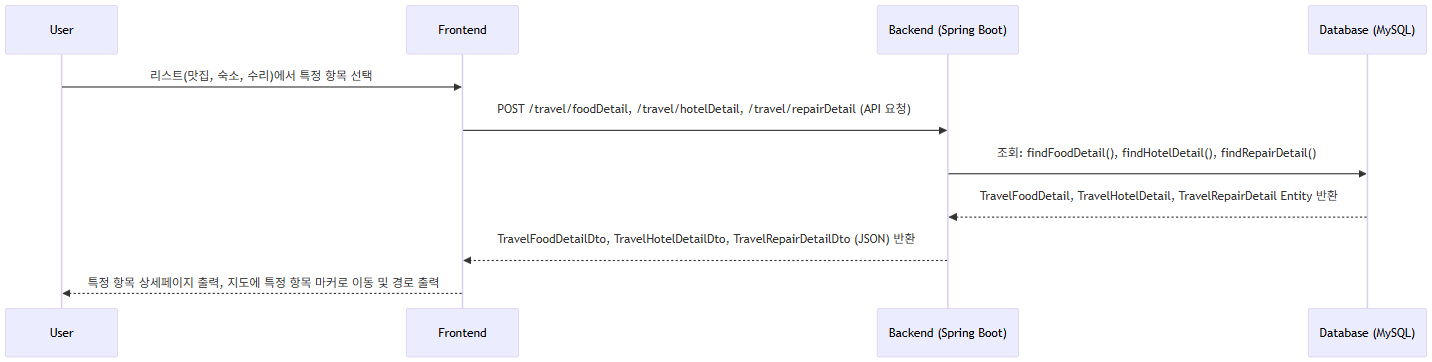 User
Frontend
Backend (Spring Boot)
Database (MySQL)
리스트(맛집, 숙소, 수리)에서 특정 항목 선택
POST /travel/foodDetail, /travel/hotelDetail, /travel/repairDetail (API 요청)
조회: findFoodDetail(), findHotelDetail(), findRepairDetail()
TravelFoodDetail, TravelHotelDetail, TravelRepairDetail Entity 반환
TravelFoodDetailDto, TravelHotelDetailDto, TravelRepairDetailDto (JSON) 반환
특정 항목 상세페이지 출력, 지도에 특정 항목 마커로 이동 및 경로 출력
User
Frontend
Backend (Spring Boot)
Database (MySQL)